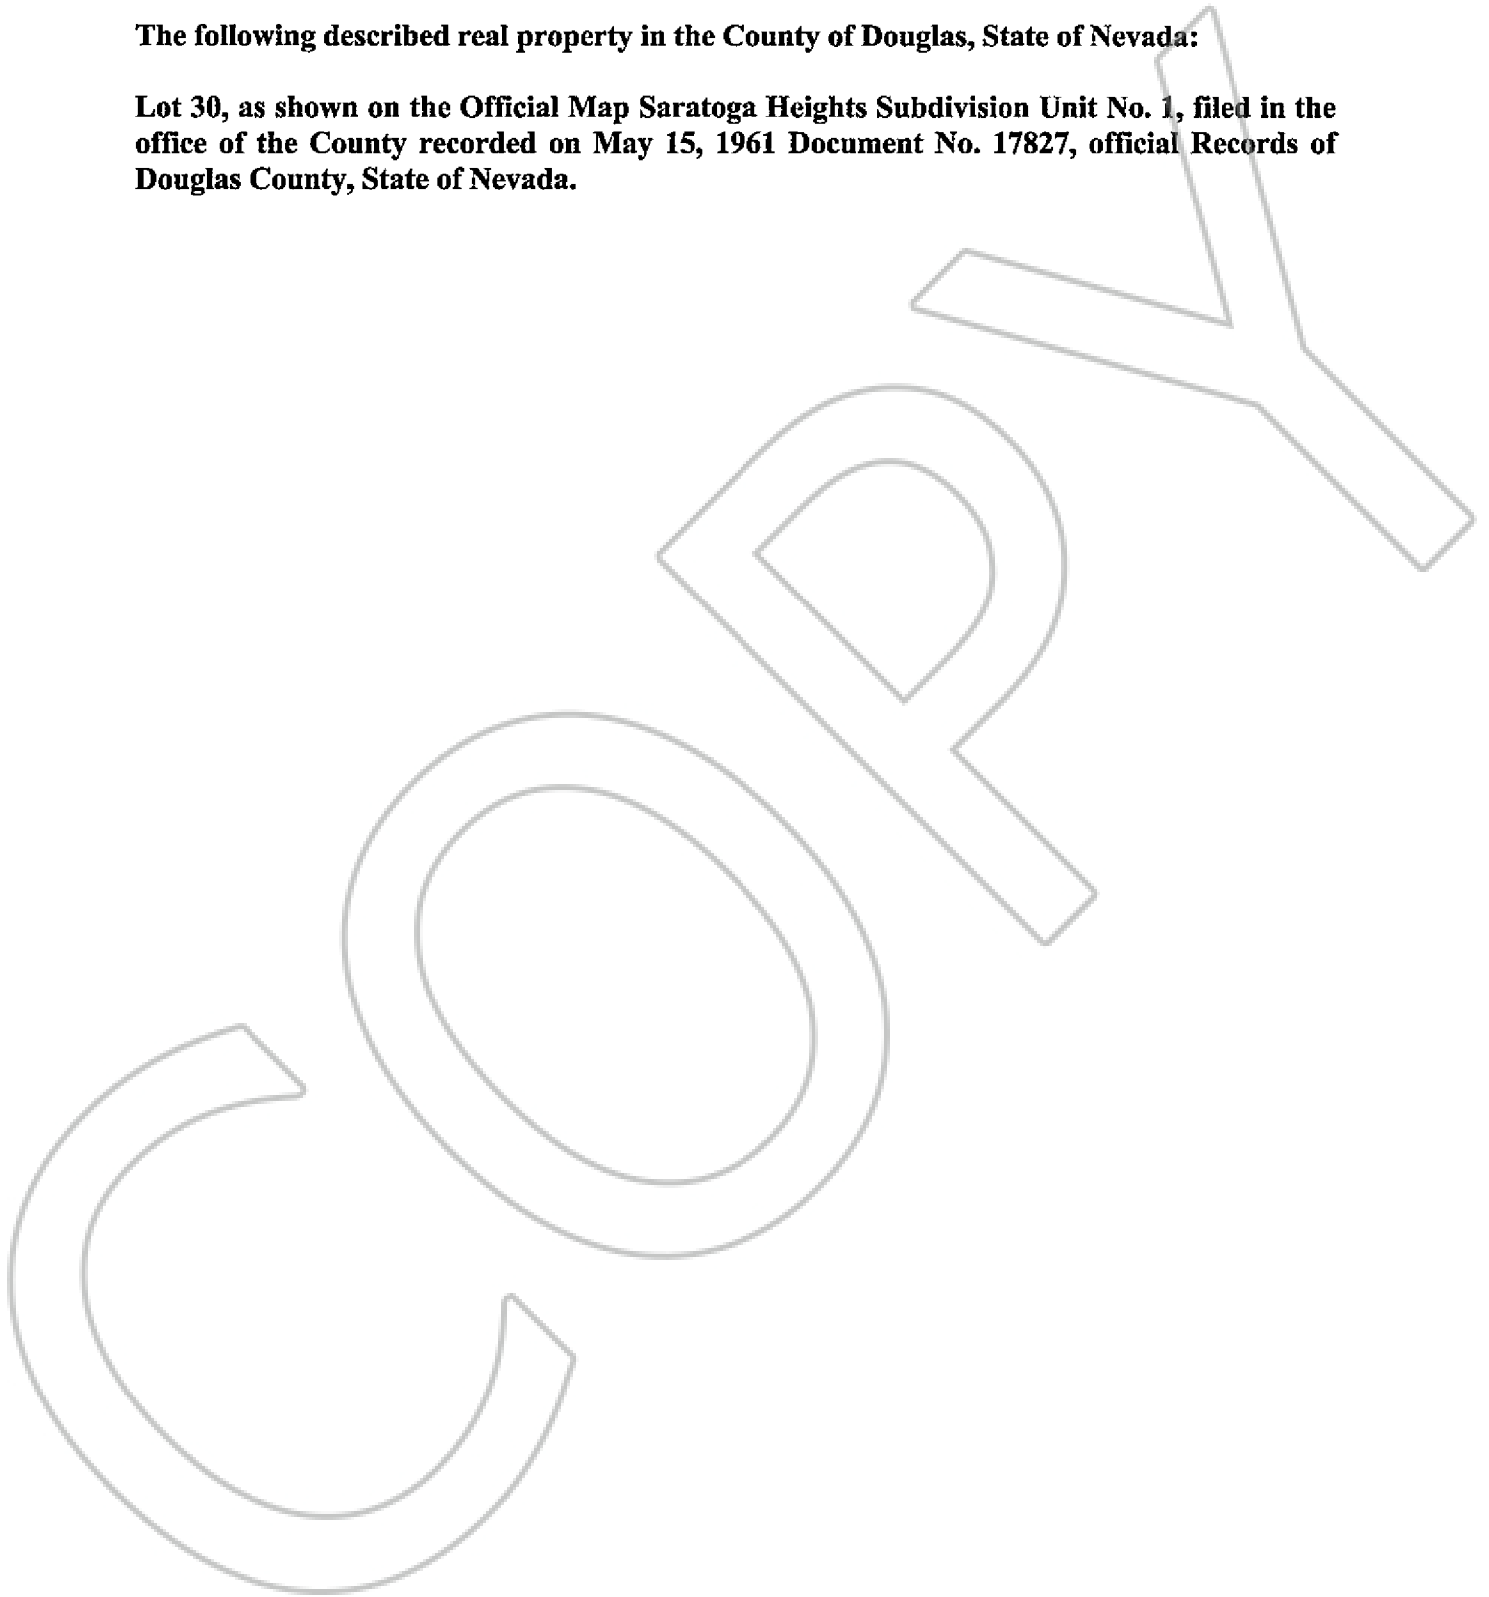 The following described real property in the County of Douglas, State of Nevada:
Lot 30, as shown on the Official Map Saratoga Heights Subdivision Unit No. 1, filed in the
office of the County recorded on May 15, 1961 Document No. 17827, official Records of
Douglas County, State of Nevada.
COPY